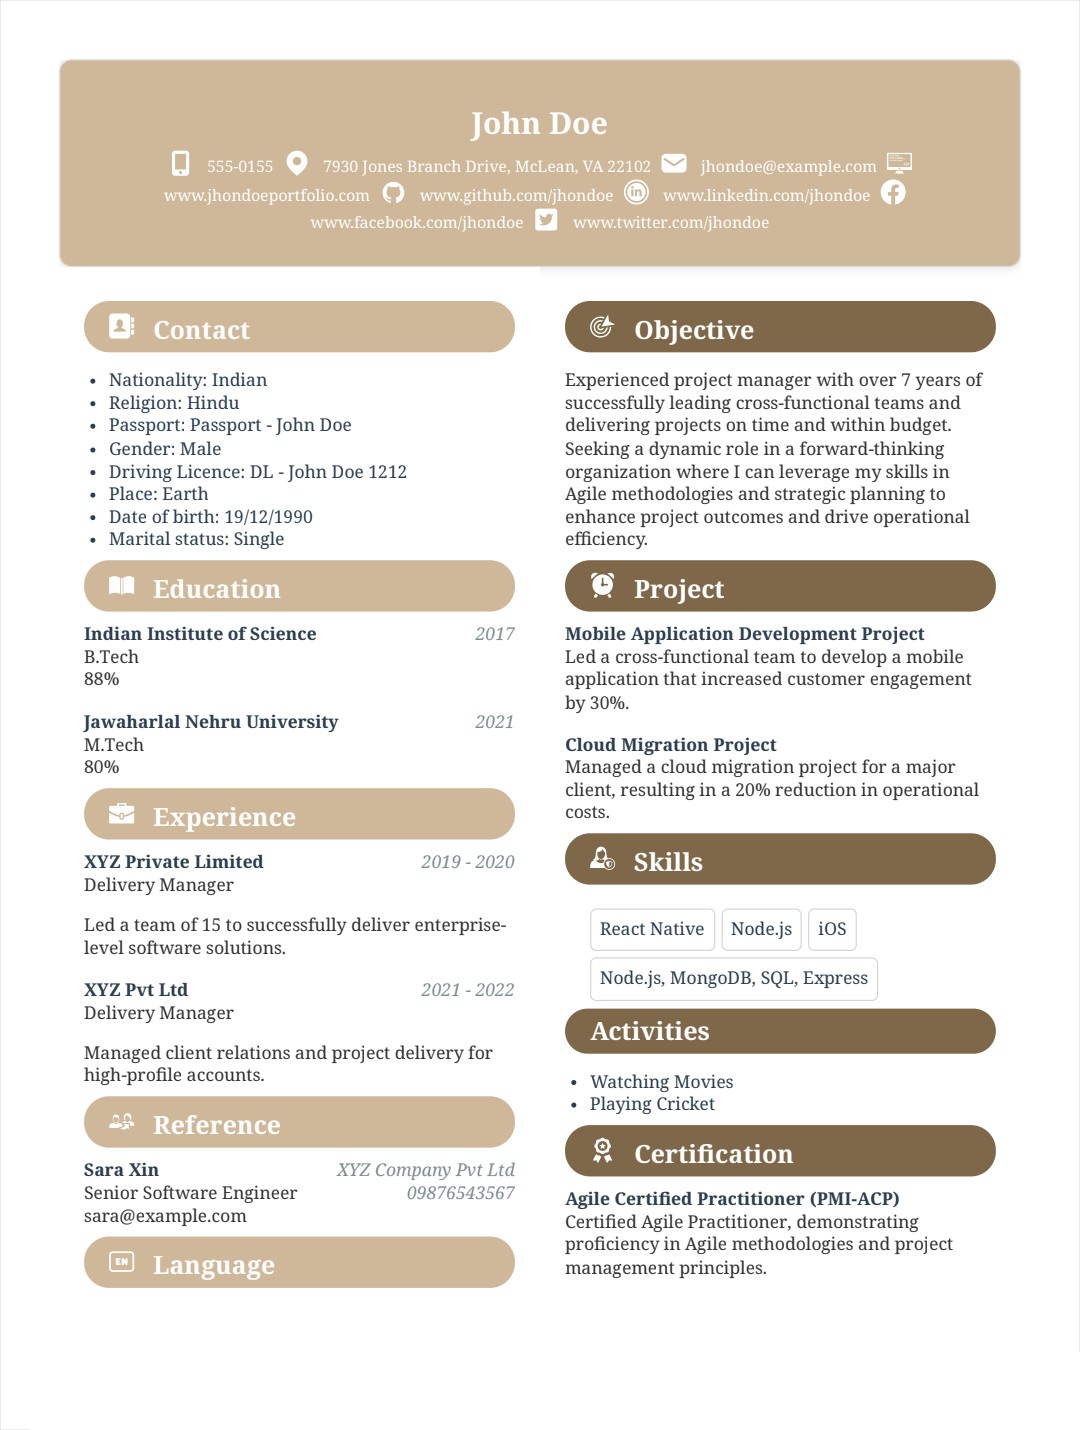 John Doe
555-0155 7930 Jones Branch Drive, McLean, VA 22102 jhondoe@example.com
www.jhondoeportfolio.com www.github.com/jhondoe in www.linkedin.com/jhondoe
www.facebook.com/jhondoe www.twitter.com/jhondoe
Contact
• Nationality: Indian
• Religion: Hindu
• Passport: Passport - John Doe
• Gender: Male
• Driving Licence: DL - John Doe 1212
• Place: Earth
• Date of birth: 19/12/1990
• Marital status: Single
Education
Indian Institute of Science 2017
B.Tech
88%
Jawaharlal Nehru University 2021
M.Tech
80%
Experience
XYZ Private Limited 2019 - 2020
Delivery Manager
Led a team of 15 to successfully deliver enterprise-
level software solutions.
XYZ Pvt Ltd 2021 - 2022
Delivery Manager
Managed client relations and project delivery for
high-profile accounts.
Reference
Sara Xin XYZ Company Pvt Ltd
Senior Software Engineer 09876543567
sara@example.com
EN Language
Objective
Experienced project manager with over 7 years of
successfully leading cross-functional teams and
delivering projects on time and within budget.
Seeking a dynamic role in a forward-thinking
organization where I can leverage my skills in
Agile methodologies and strategic planning to
enhance project outcomes and drive operational
efficiency.
Project
Mobile Application Development Project
Led a cross-functional team to develop a mobile
application that increased customer engagement
by 30%.
Cloud Migration Project
Managed a cloud migration project for a major
client, resulting in a 20% reduction in operational
costs.
Skills
React Native Node.js iOS
Node.js, MongoDB, SQL, Express
Activities
• Watching Movies
• Playing Cricket
Certification
Agile Certified Practitioner (PMI-ACP)
Certified Agile Practitioner, demonstrating
proficiency in Agile methodologies and project
management principles.